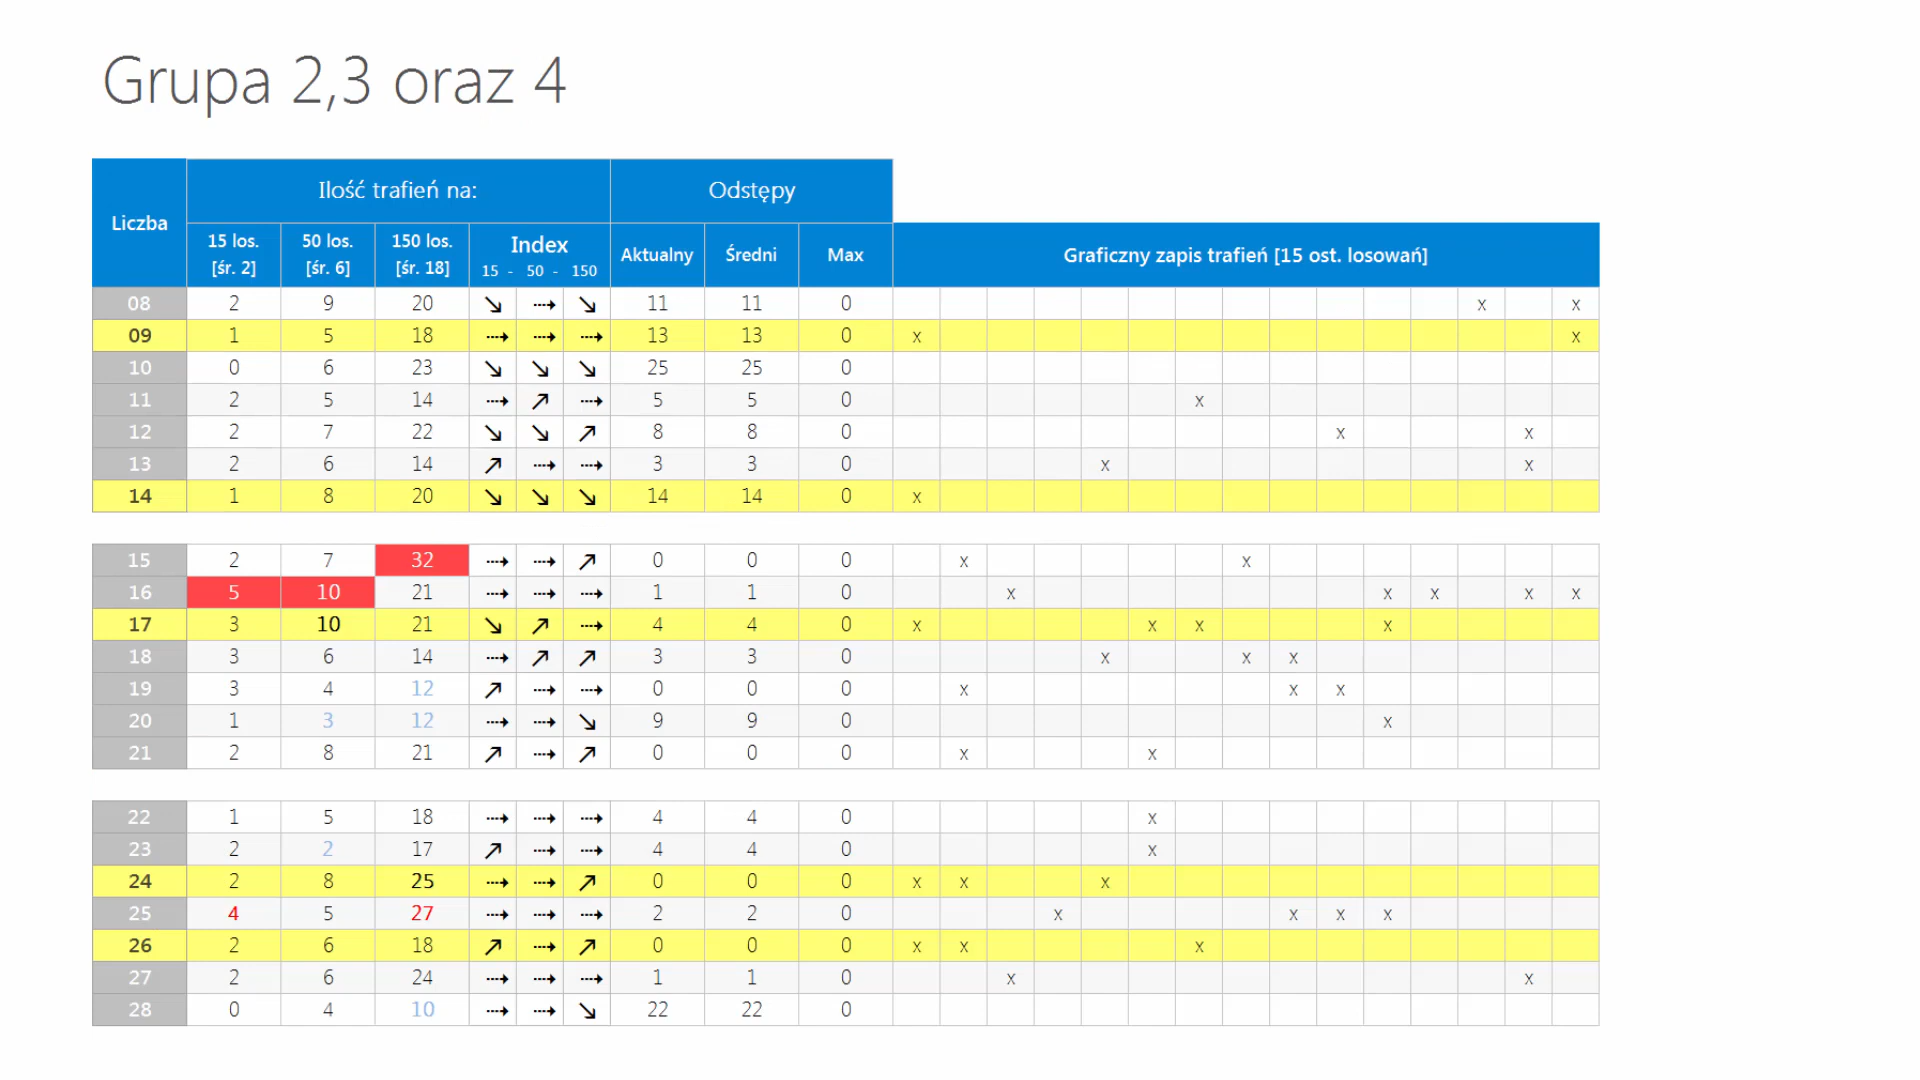 Grupa 2,3 oraz 4
Liczba Ilość trafień na: Odstępy
15 los. [śr. 2] 50 los. [śr. 6] 150 los. [śr. 18] Index 15 - 50 - 150 Aktualny Średni Max Graficzny zapis trafień [15 ost. losowań]
08 2 9 20 ↘ ⇢ ↘ 11 11 0 x x
09 1 5 18 ⇢ ⇢ ⇢ 13 13 0 x x
10 0 6 23 ↘ ↘ ↘ 25 25 0
11 2 5 14 ⇢ ↗ ⇢ 5 5 0 x
12 2 7 22 ↘ ↘ ↗ 8 8 0 x x
13 2 6 14 ↗ ⇢ ⇢ 3 3 0 x x
14 1 8 20 ↘ ↘ ↘ 14 14 0 x
15 2 7 32 ⇢ ⇢ ↗ 0 0 0 x x
16 5 10 21 ⇢ ⇢ ⇢ 1 1 0 x x x x x
17 3 10 21 ↘ ↗ ⇢ 4 4 0 x x x x
18 3 6 14 ⇢ ↗ ↗ 3 3 0 x x x
19 3 4 12 ↗ ⇢ ⇢ 0 0 0 x x x
20 1 3 12 ⇢ ⇢ ↘ 9 9 0 x
21 2 8 21 ↗ ⇢ ↗ 0 0 0 x x
22 1 5 18 ⇢ ⇢ ⇢ 4 4 0 x
23 2 2 17 ↗ ⇢ ⇢ 4 4 0 x
24 2 8 25 ⇢ ⇢ ↗ 0 0 0 x x x
25 4 5 27 ⇢ ⇢ ⇢ 2 2 0 x x x x
26 2 6 18 ↗ ⇢ ↗ 0 0 0 x x x
27 2 6 24 ⇢ ⇢ ⇢ 1 1 0 x x
28 0 4 10 ⇢ ⇢ ↘ 22 22 0